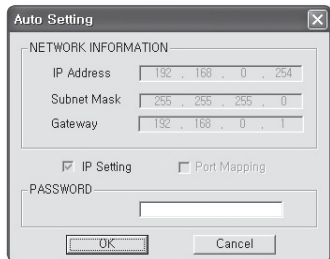 Auto Setting
NETWORK INFORMATION
IP Address 192 . 168 . 0 . 254
Subnet Mask 255 . 255 . 255 . 0
Gateway 192 . 168 . 0 . 1
IP Setting Port Mapping
PASSWORD
OK Cancel